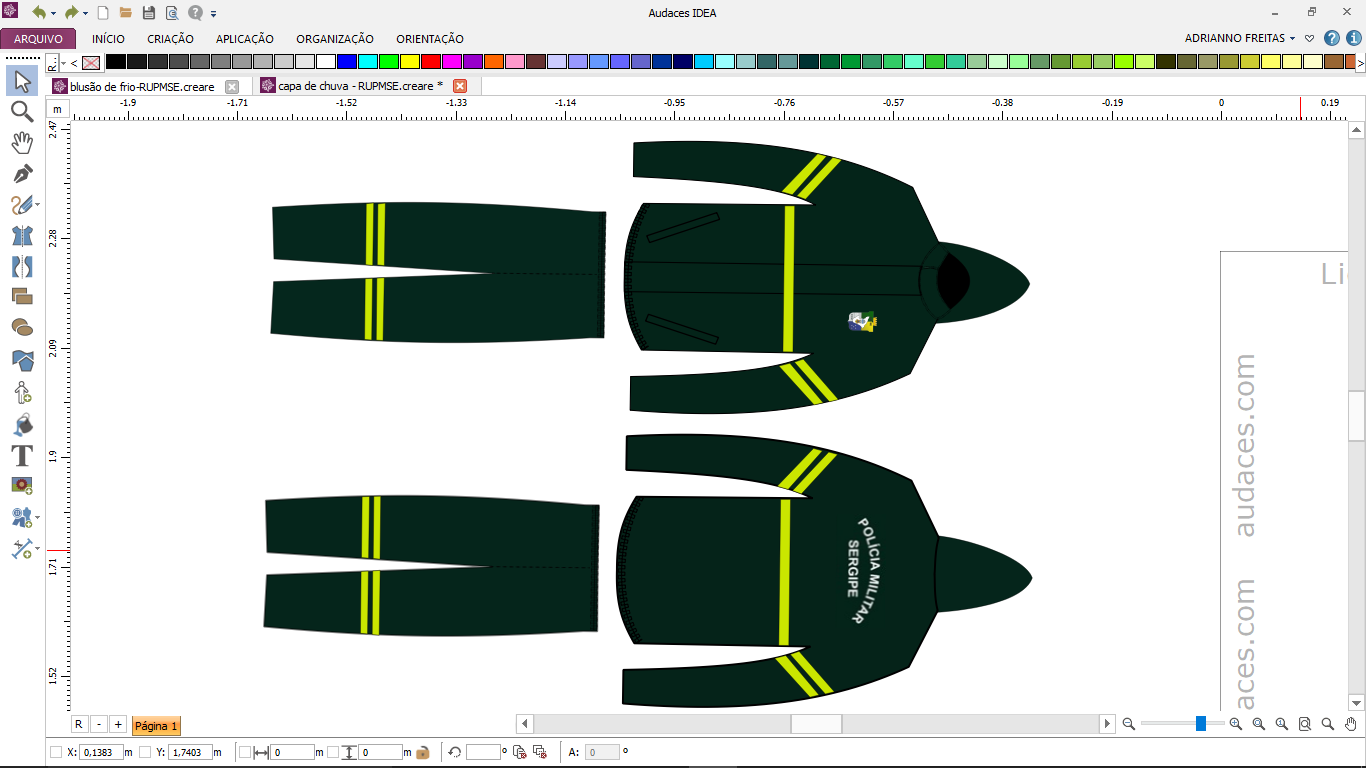 Audaces IDEA
ARQUIVO INÍCIO CRIAÇÃO APLICAÇÃO ORGANIZAÇÃO ORIENTAÇÃO ADRIANNO FREITAS
R.. < >
blusão de frio-RUPMSE.creare capa de chuva - RUPMSE.creare *
m -1.9 -1.71 -1.52 -1.33 -1.14 -0.95 -0.76 -0.57 -0.38 -0.19 0 0.19
2.47
2.28
2.09
1.9
1.71
1.52
Li
audaces.com
aces.com
POLÍCIA MILITAR
SERGIPE
R - + Página 1
X: 0,1383 m Y: 1,7403 m 0 m 0 m º A: 0 º